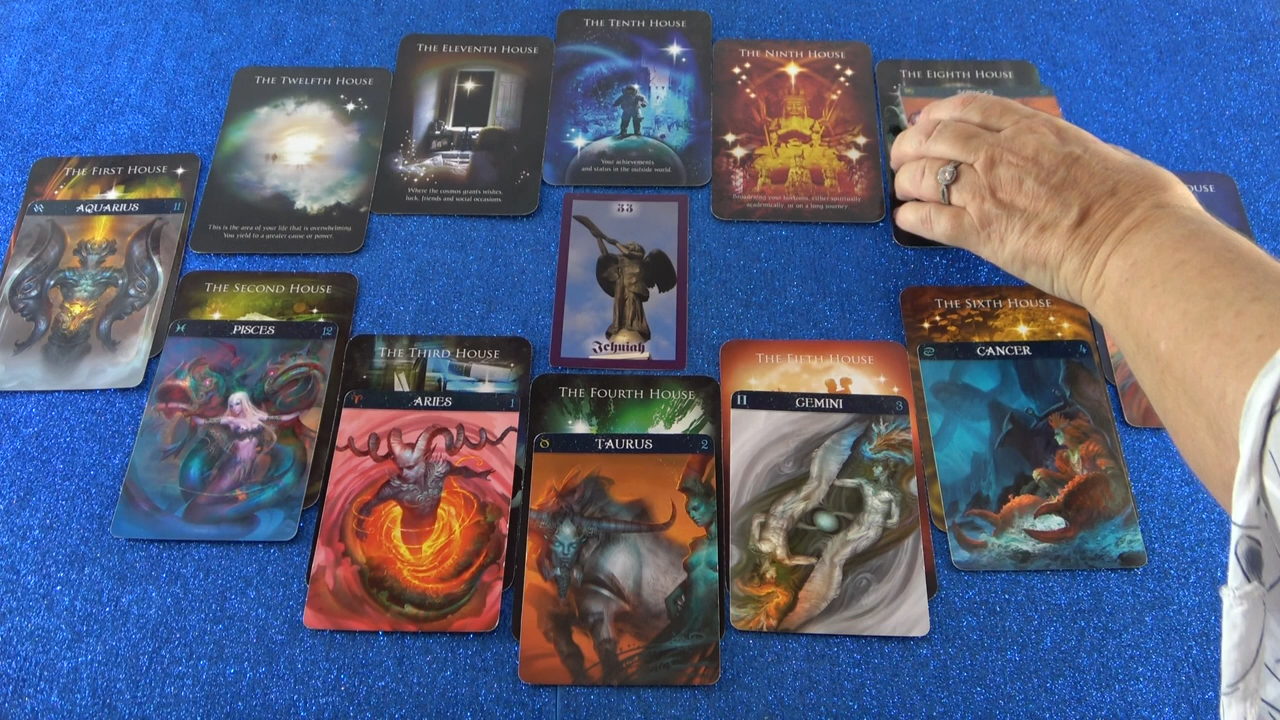 THE TENTH HOUSE
Your achievements
and status in the outside world.
THE ELEVENTH HOUSE
Where the cosmos grants wishes,
luck, friends and social occasions.
THE NINTH HOUSE
Broadening your horizons, either spiritually
academically, or on a long journey
THE TWELFTH HOUSE
This is the area of your life that is overwhelming.
You yield to a greater cause or power.
THE EIGHTH HOUSE
THE FIRST HOUSE
AQUARIUS 11
33
Jehuiah
HOUSE
THE SECOND HOUSE
PISCES 12
THE THIRD HOUSE
ARIES 1
THE FOURTH HOUSE
TAURUS 2
THE FIFTH HOUSE
GEMINI 3
THE SIXTH HOUSE
CANCER 4